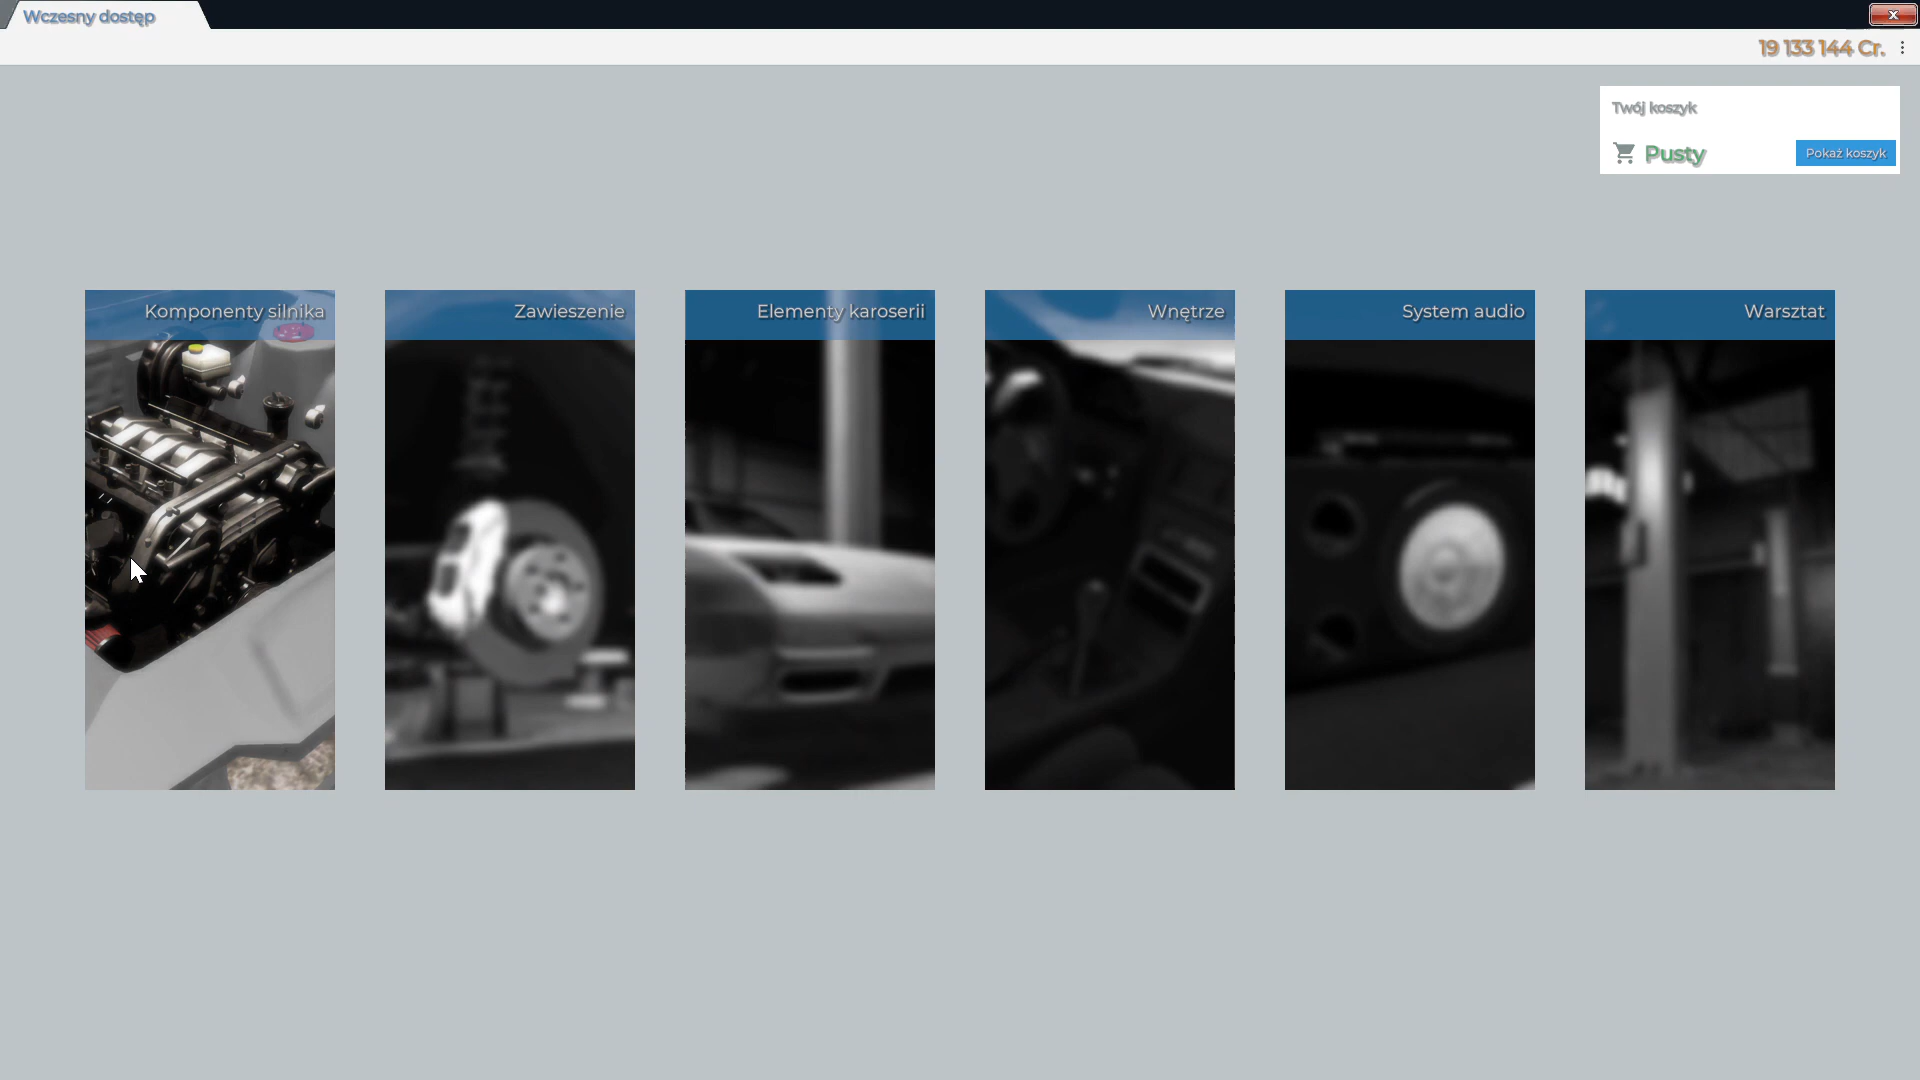 Wczesny dostęp
x
19 133 144 Cr.
Twój koszyk
Pusty
Pokaż koszyk
Komponenty silnika
Zawieszenie
Elementy karoserii
Wnętrze
System audio
Warsztat